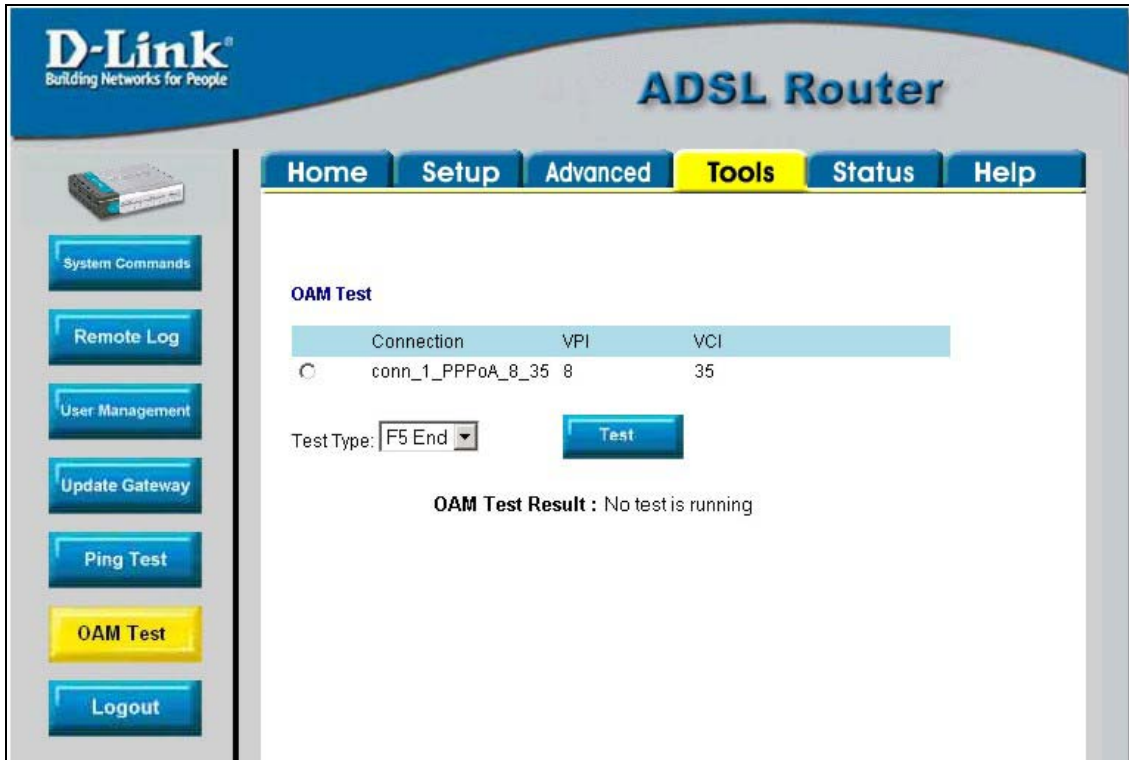 D-Link®
Building Networks for People
ADSL Router
Home Setup Advanced Tools Status Help
System Commands
Remote Log
User Management
Update Gateway
Ping Test
OAM Test
Logout
OAM Test
Connection VPI VCI
conn_1_PPPoA_8_35 8 35
Test Type: F5 End Test
OAM Test Result : No test is running